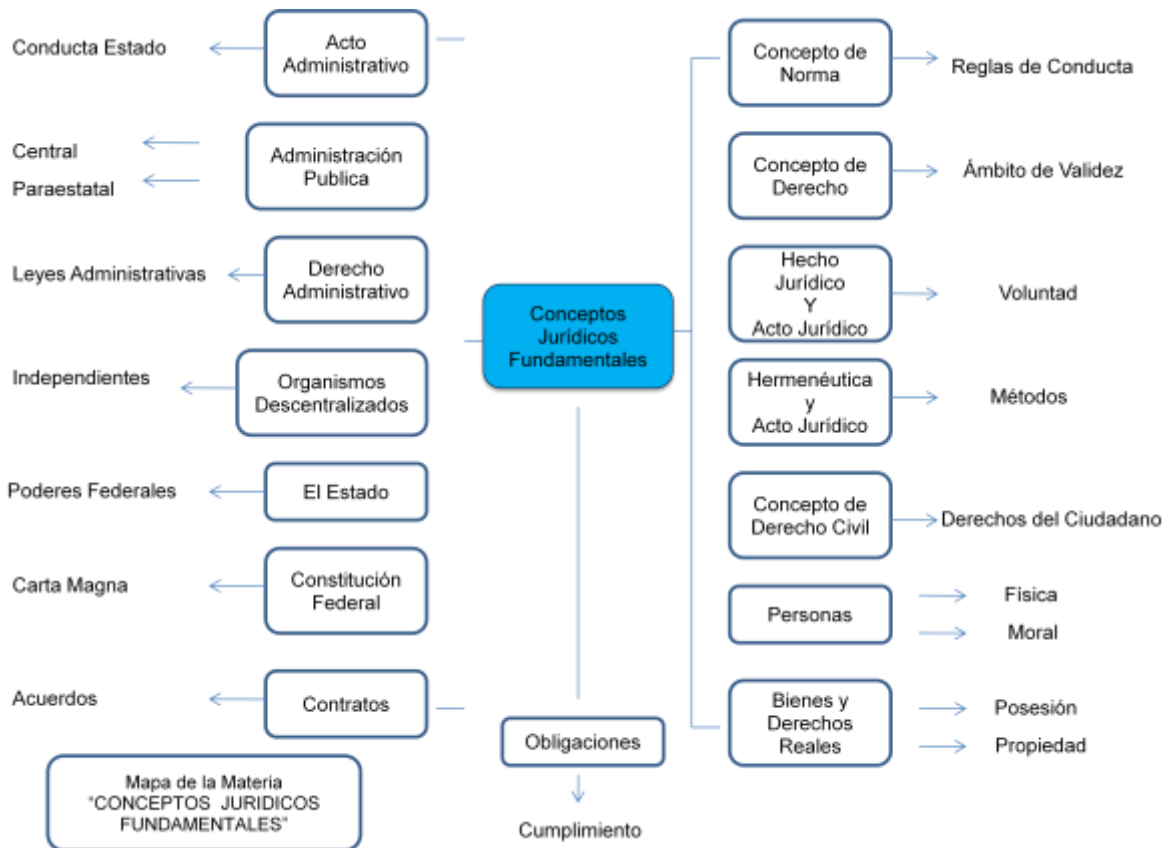 Conducta Estado
Acto
Administrativo
Central
Paraestatal
Administración
Publica
Leyes Administrativas
Derecho
Administrativo
Independientes
Organismos
Descentralizados
Poderes Federales
El Estado
Carta Magna
Constitución
Federal
Acuerdos
Contratos
Mapa de la Materia
"CONCEPTOS JURIDICOS
FUNDAMENTALES"
Conceptos
Jurídicos
Fundamentales
Obligaciones
Cumplimiento
Concepto de
Norma
Reglas de Conducta
Concepto de
Derecho
Ámbito de Validez
Hecho
Jurídico
Y
Acto Jurídico
Voluntad
Hermenéutica
y
Acto Jurídico
Métodos
Concepto de
Derecho Civil
Derechos del Ciudadano
Personas
Física
Moral
Bienes y
Derechos
Reales
Posesión
Propiedad